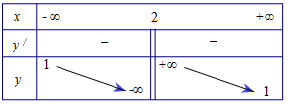 x - ∞ 2 +∞
y / − −
y 1 -∞ +∞ 1